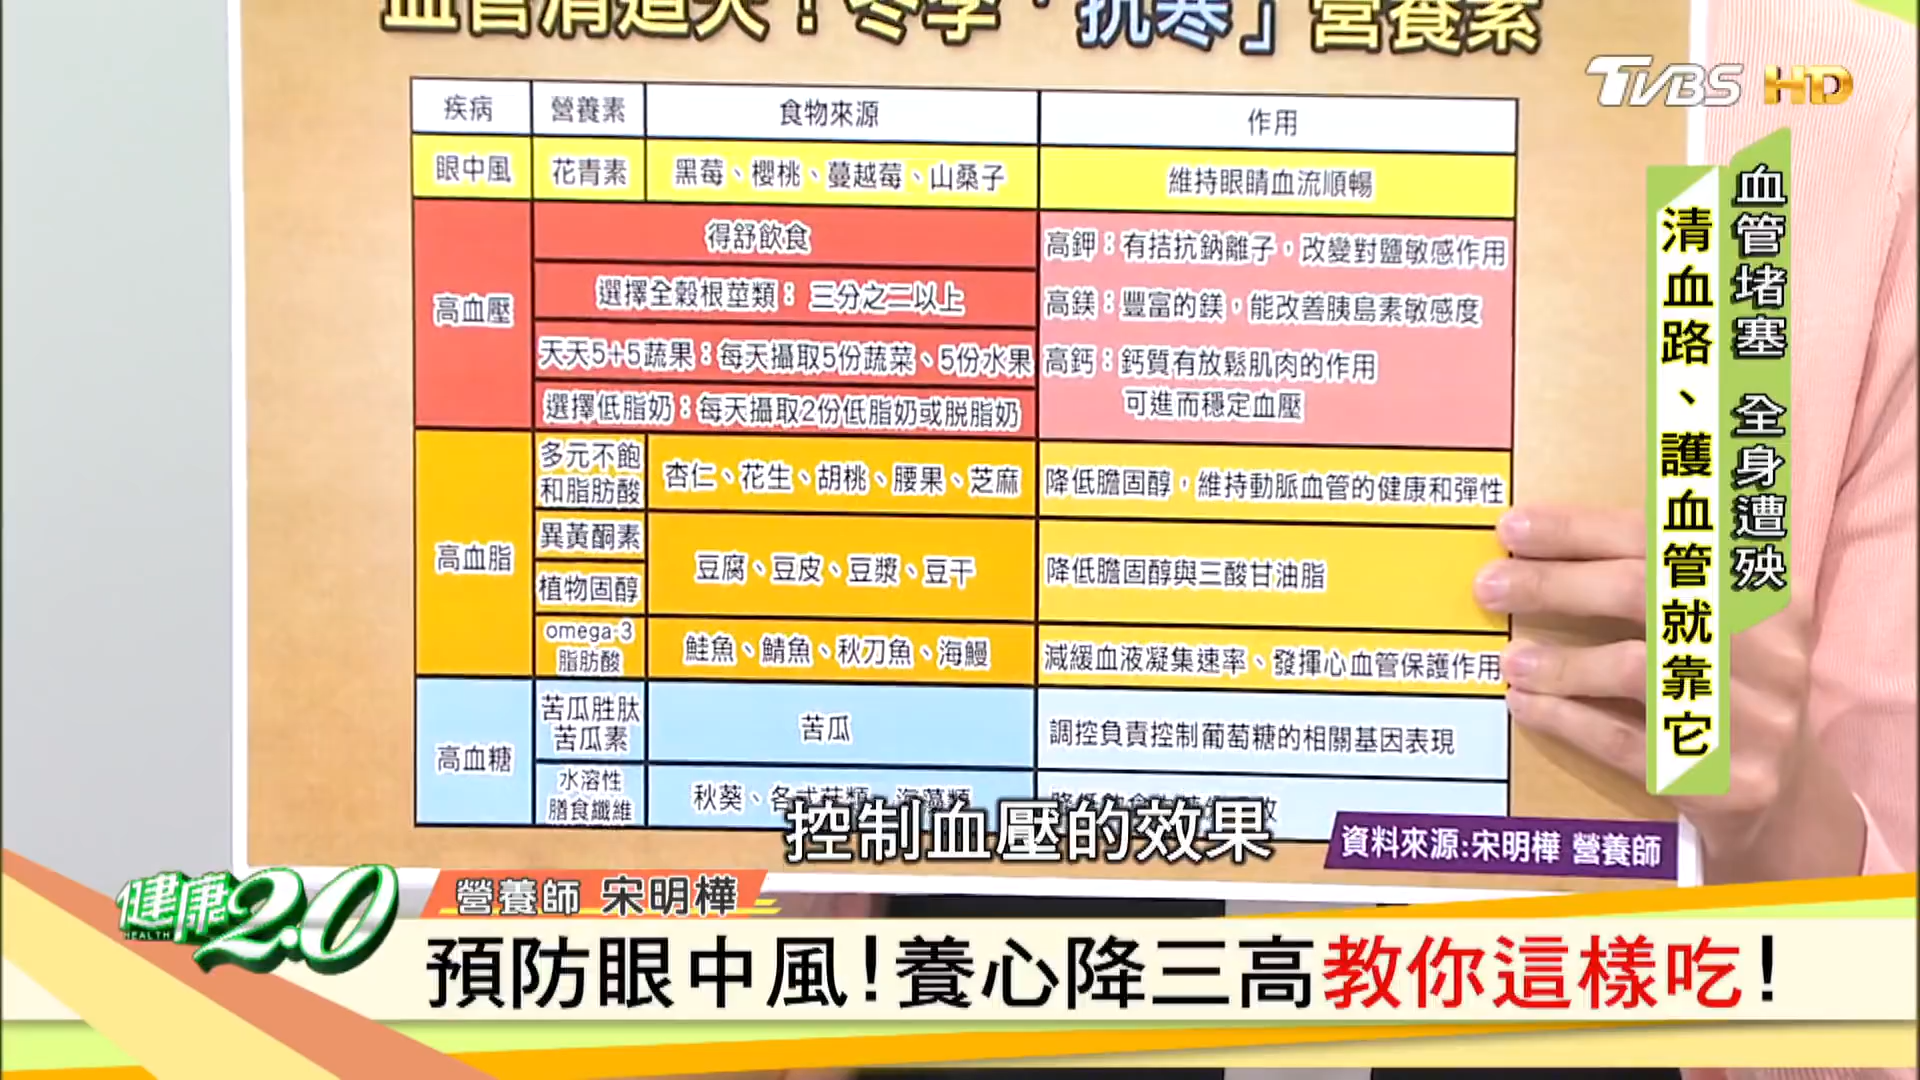 血管清道夫！冬季「抗寒」營養素
TVBS HD
疾病 營養素 食物來源 作用
眼中風 花青素 黑莓、櫻桃、蔓越莓、山桑子 維持眼睛血流順暢
高血壓
得舒飲食
選擇全穀根莖類：三分之二以上
天天5+5蔬果：每天攝取5份蔬菜、5份水果
選擇低脂奶：每天攝取2份低脂奶或脫脂奶
高鉀：有拮抗鈉離子，改變對鹽敏感作用
高鎂：豐富的鎂，能改善胰島素敏感度
高鈣：鈣質有放鬆肌肉的作用
可進而穩定血壓
高血脂
多元不飽
和脂肪酸
杏仁、花生、胡桃、腰果、芝麻
降低膽固醇，維持動脈血管的健康和彈性
異黃酮素
植物固醇
豆腐、豆皮、豆漿、豆干
降低膽固醇與三酸甘油脂
omega-3
脂肪酸
鮭魚、鯖魚、秋刀魚、海鰻
減緩血液凝集速率、發揮心血管保護作用
高血糖
苦瓜胜肽
苦瓜素
苦瓜
調控負責控制葡萄糖的相關基因表現
水溶性
膳食纖維
秋葵、各式菇類、海藻類
血管堵塞 全身遭殃
清血路、護血管就靠它
控制血壓的效果
資料來源:宋明樺 營養師
健康2.0
HEALTH
營養師 宋明樺
預防眼中風!養心降三高教你這樣吃!